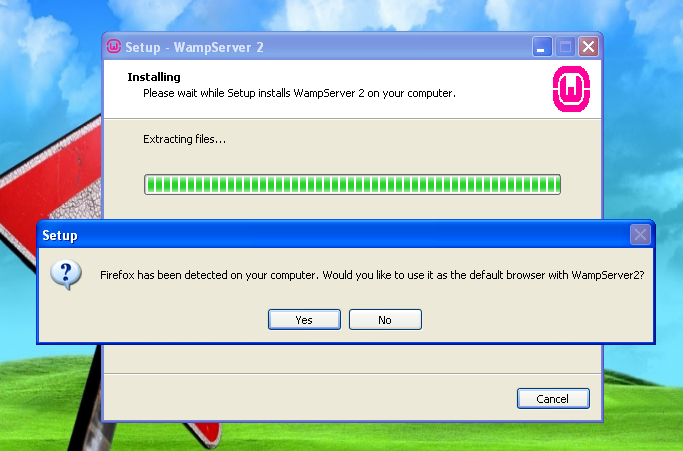 Setup - WampServer 2
Installing
Please wait while Setup installs WampServer 2 on your computer.
W
Extracting files...
Setup
Firefox has been detected on your computer. Would you like to use it as the default browser with WampServer2?
Yes
No
Cancel